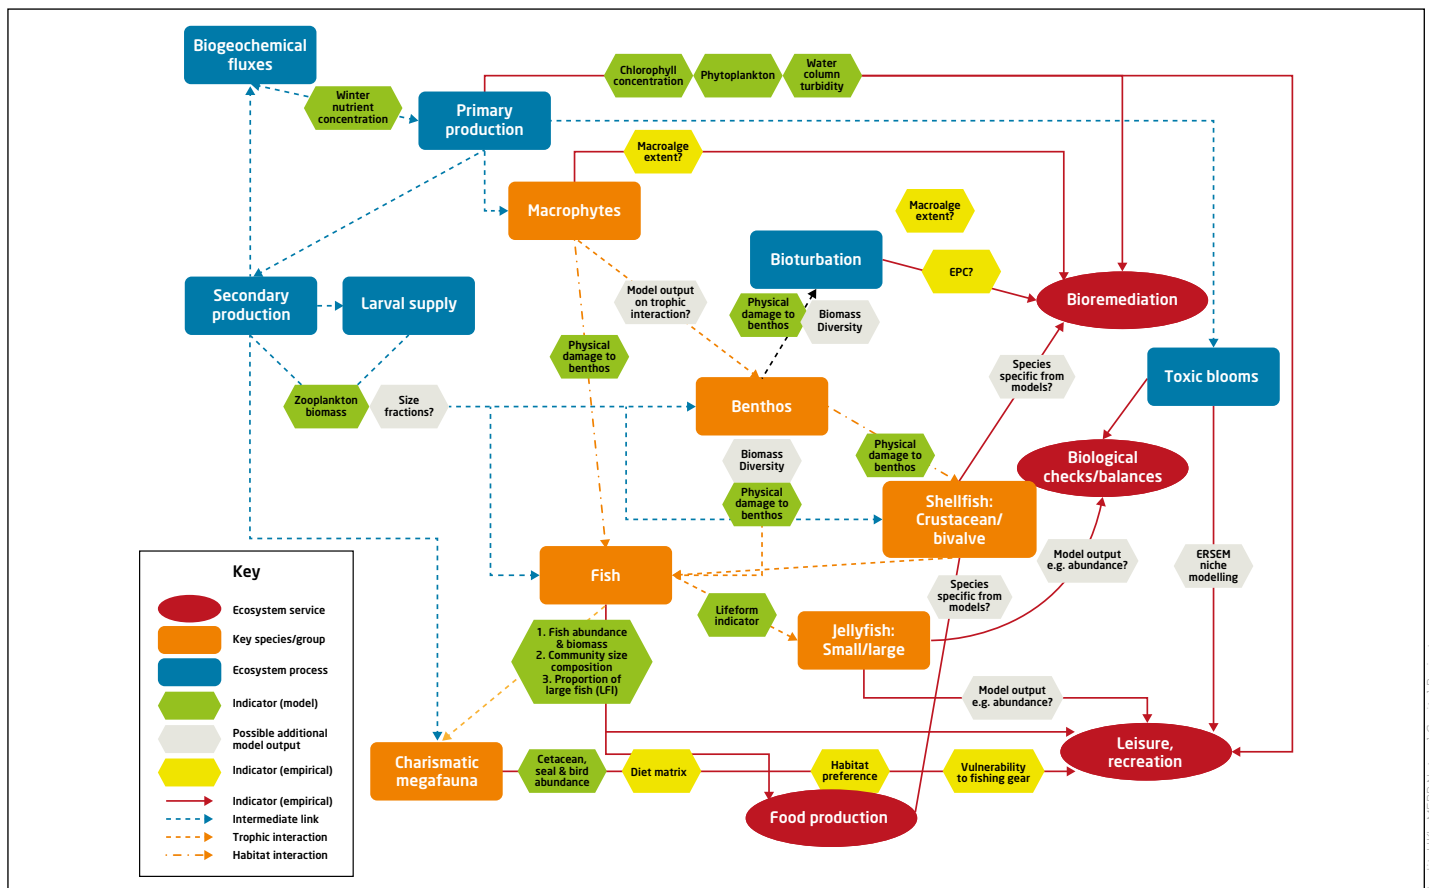 Biogeochemical
fluxes
Winter
nutrient
concentration
Primary
production
Chlorophyll
concentration
Phytoplankton
Water
column
turbidity
Macroalge
extent?
Macrophytes
Macroalge
extent?
Bioturbation
EPC?
Bioremediation
Secondary
production
Larval supply
Model output
on trophic
interaction?
Physical
damage to
benthos
Biomass
Diversity
Physical
damage to
benthos
Species
specific from
models?
Toxic blooms
Zooplankton
biomass
Size
fractions?
Benthos
Physical
damage to
benthos
Biological
checks/balances
Biomass
Diversity
Physical
damage to
benthos
Shellfish:
Crustacean/
bivalve
Model output
e.g. abundance?
ERSEM
niche
modelling
Fish
Species
specific from
models?
Lifeform
indicator
Jellyfish:
Small/large
1. Fish abundance
& biomass
2. Community size
composition
3. Proportion of
large fish (LFI)
Model output
e.g. abundance?
Leisure,
recreation
Charismatic
megafauna
Cetacean,
seal & bird
abundance
Diet matrix
Habitat
preference
Vulnerability
to fishing gear
Food production
Key
Ecosystem service
Key species/group
Ecosystem process
Indicator (model)
Possible additional
model output
Indicator (empirical)
Indicator (empirical)
Intermediate link
Trophic interaction
Habitat interaction